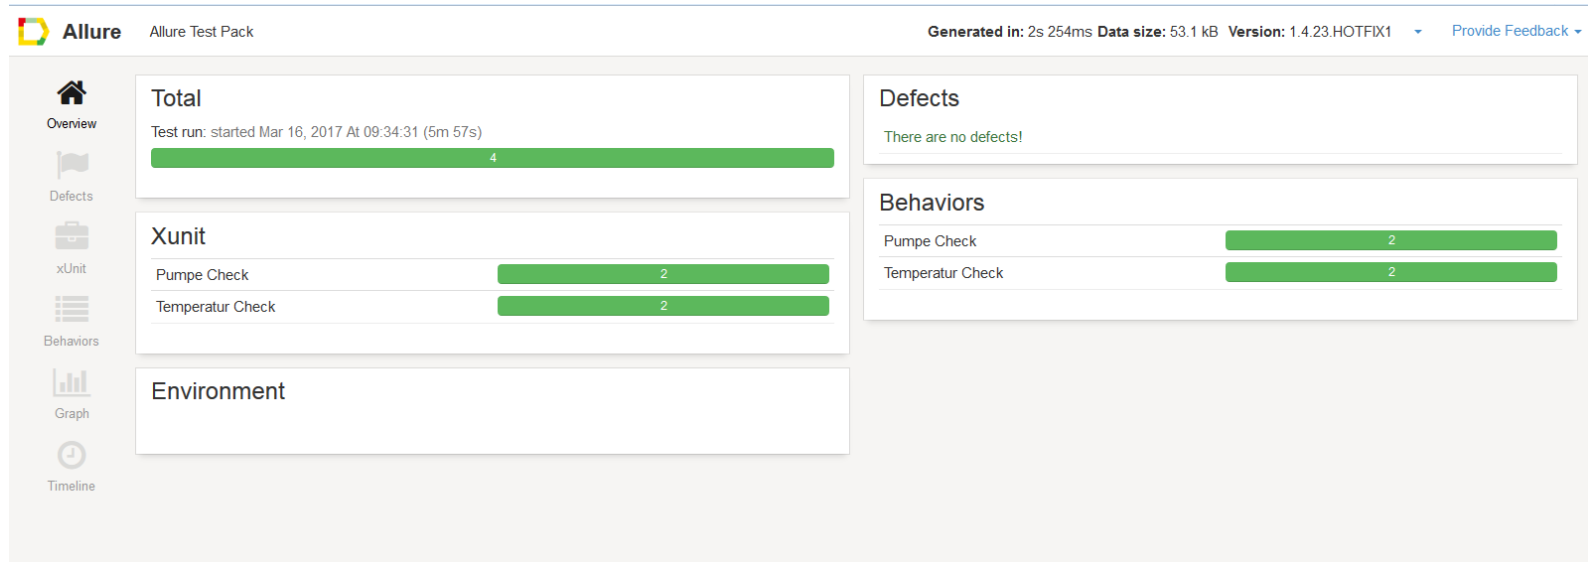 Allure Allure Test Pack Generated in: 2s 254ms Data size: 53.1 kB Version: 1.4.23.HOTFIX1 Provide Feedback
Overview
Defects
xUnit
Behaviors
Graph
Timeline
Total
Test run: started Mar 16, 2017 At 09:34:31 (5m 57s)
4
Xunit
Pumpe Check 2
Temperatur Check 2
Environment
Defects
There are no defects!
Behaviors
Pumpe Check 2
Temperatur Check 2